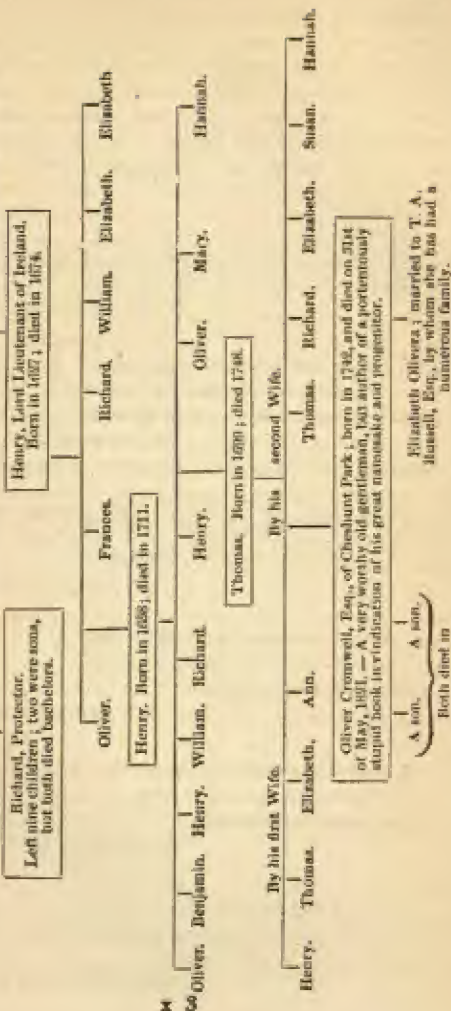 Richard, Protector.
Left nine children; two were sons,
but both died bachelors.
Henry, Lord Lieutenant of Ireland.
Born in 1627; died in 1674.
Oliver. Frances. Richard. William. Elizabeth. Elizabeth
Henry. Born in 1658; died in 1711.
Oliver. Benjamin. Henry. William. Richard. Henry. Oliver. Mary. Hannah.
Thomas. Born in 1699; died 1748.
By his first Wife. By his second Wife.
Henry. Thomas. Elizabeth. Ann. Thomas. Richard. Elizabeth. Susan. Hannah.
Oliver Cromwell, Esq., of Cheshunt Park; born in 1742, and died on 31st
of May, 1821. — A very worthy old gentleman, but author of a portentously
stupid book in vindication of his great namesake and progenitor.
A son. A son.
Both died in
Elizabeth Olivera; married to T. A.
Russell, Esq., by whom she has had a
numerous family.